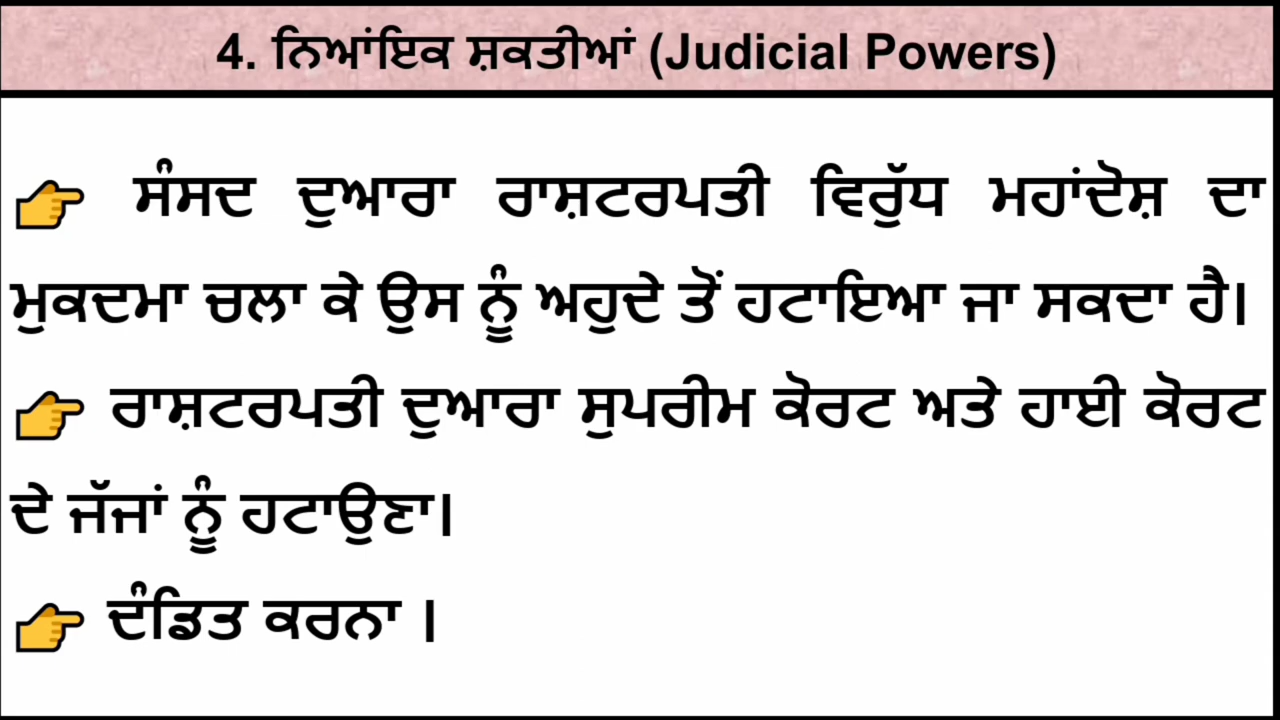 4. ਨਿਆਂਇਕ ਸ਼ਕਤੀਆਂ (Judicial Powers)
👉 ਸੰਸਦ ਦੁਆਰਾ ਰਾਸ਼ਟਰਪਤੀ ਵਿਰੁੱਧ ਮਹਾਂਦੋਸ਼ ਦਾ
ਮੁਕਦਮਾ ਚਲਾ ਕੇ ਉਸ ਨੂੰ ਅਹੁਦੇ ਤੋਂ ਹਟਾਇਆ ਜਾ ਸਕਦਾ ਹੈ।
👉 ਰਾਸ਼ਟਰਪਤੀ ਦੁਆਰਾ ਸੁਪਰੀਮ ਕੋਰਟ ਅਤੇ ਹਾਈ ਕੋਰਟ
ਦੇ ਜੱਜਾਂ ਨੂੰ ਹਟਾਉਣਾ।
👉 ਦੰਡਿਤ ਕਰਨਾ ।